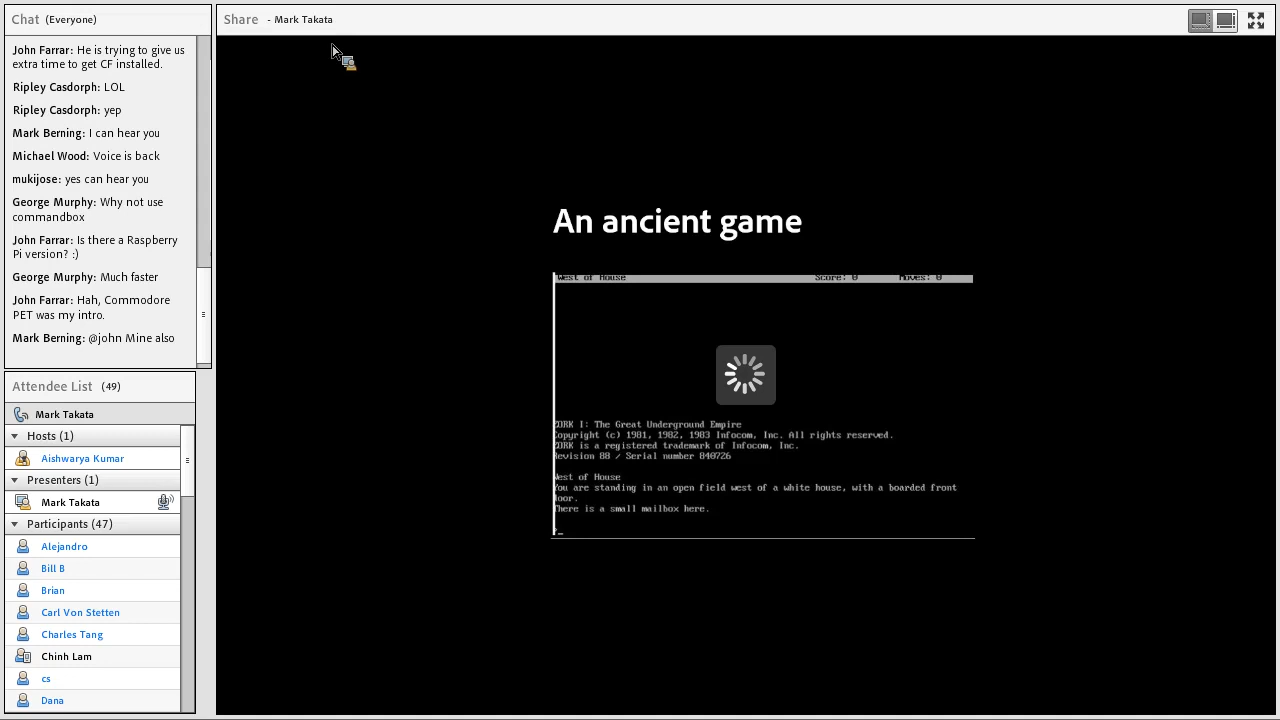 Chat (Everyone)
John Farrar: He is trying to give us
extra time to get CF installed.
Ripley Casdorph: LOL
Ripley Casdorph: yep
Mark Berning: I can hear you
Michael Wood: Voice is back
mukijose: yes can hear you
George Murphy: Why not use
commandbox
John Farrar: Is there a Raspberry
Pi version? :)
George Murphy: Much faster
John Farrar: Hah, Commodore
PET was my intro.
Mark Berning: @john Mine also
Attendee List (49)
Mark Takata
Hosts (1)
Aishwarya Kumar
Presenters (1)
Mark Takata
Participants (47)
Alejandro
Bill B
Brian
Carl Von Stetten
Charles Tang
Chinh Lam
cs
Dana
Share - Mark Takata
An ancient game
West of House Score: 0 Moves: 0
ZORK I: The Great Underground Empire
Copyright (c) 1981, 1982, 1983 Infocom, Inc. All rights reserved.
ZORK is a registered trademark of Infocom, Inc.
Revision 88 / Serial number 840726
West of House
You are standing in an open field west of a white house, with a boarded front
door.
There is a small mailbox here.
>_